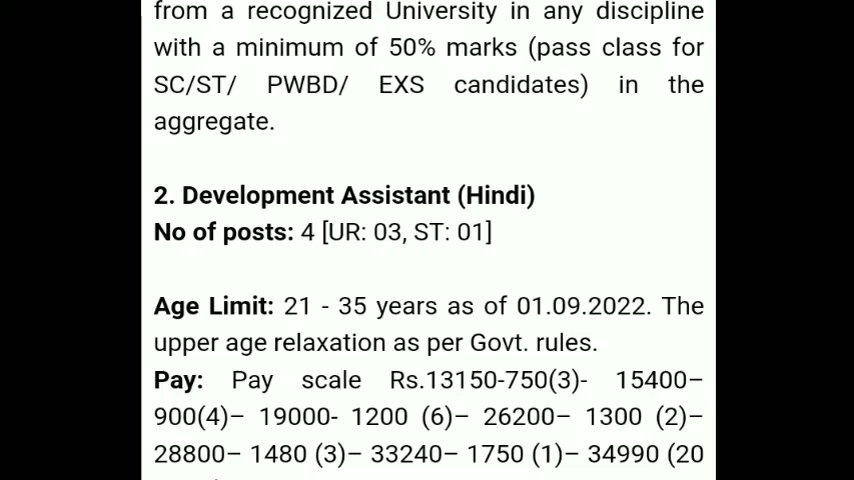 from a recognized University in any discipline
with a minimum of 50% marks (pass class for
SC/ST/ PWBD/ EXS candidates) in the
aggregate.
2. Development Assistant (Hindi)
No of posts: 4 [UR: 03, ST: 01]
Age Limit: 21 - 35 years as of 01.09.2022. The
upper age relaxation as per Govt. rules.
Pay: Pay scale Rs.13150-750(3)- 15400–
900(4)– 19000- 1200 (6)– 26200– 1300 (2)–
28800– 1480 (3)– 33240– 1750 (1)– 34990 (20